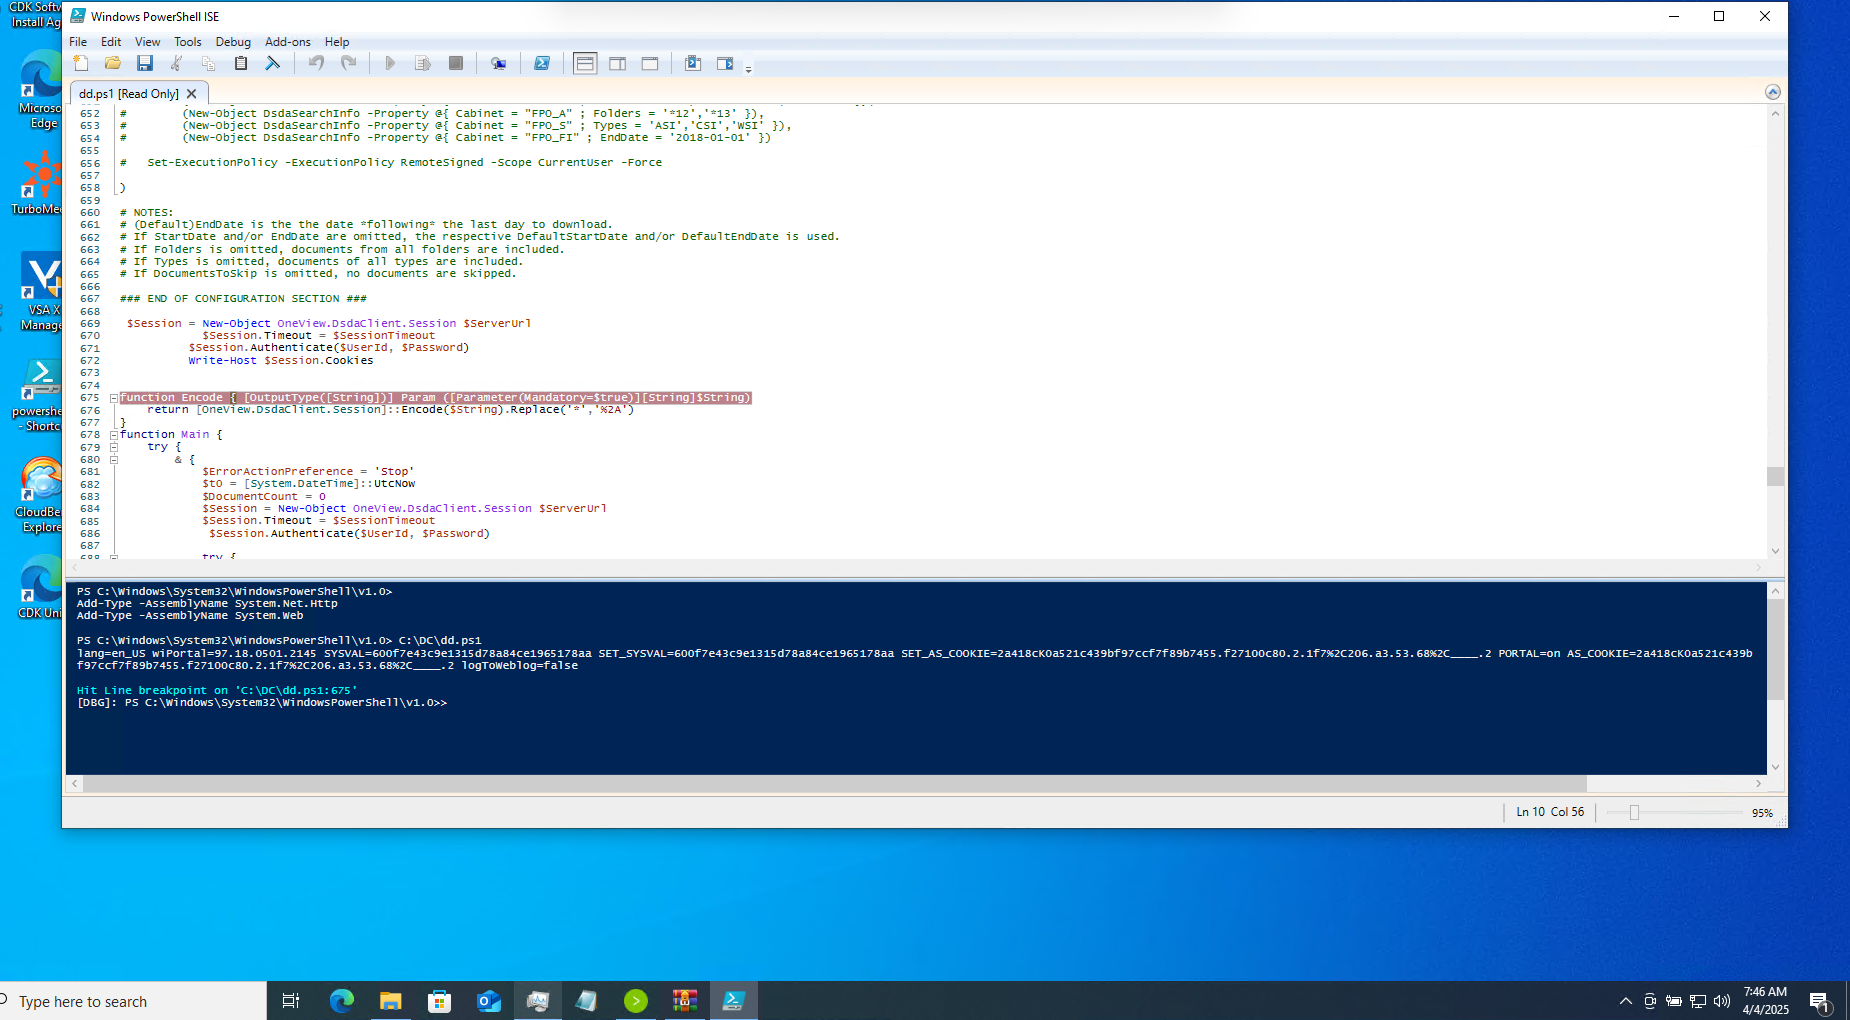 CDK Softw
Install Ag
Microso
Edge
TurboMe
VSA X
Manage
powershe
- Shortc
CloudBe
Explore
CDK Uni
Windows PowerShell ISE
File Edit View Tools Debug Add-ons Help
dd.ps1 [Read Only]
652 # (New-Object DsdaSearchInfo -Property @{ Cabinet = "FPO_A" ; Folders = '*12','*13' }),
653 # (New-Object DsdaSearchInfo -Property @{ Cabinet = "FPO_S" ; Types = 'ASI','CSI','WSI' }),
654 # (New-Object DsdaSearchInfo -Property @{ Cabinet = "FPO_FI" ; EndDate = '2018-01-01' })
655
656 # Set-ExecutionPolicy -ExecutionPolicy RemoteSigned -Scope CurrentUser -Force
657
658 )
659
660 # NOTES:
661 # (Default)EndDate is the the date *following* the last day to download.
662 # If StartDate and/or EndDate are omitted, the respective DefaultStartDate and/or DefaultEndDate is used.
663 # If Folders is omitted, documents from all folders are included.
664 # If Types is omitted, documents of all types are included.
665 # If DocumentsToSkip is omitted, no documents are skipped.
666
667 ### END OF CONFIGURATION SECTION ###
668
669 $Session = New-Object OneView.DsdaClient.Session $ServerUrl
670 $Session.Timeout = $SessionTimeout
671 $Session.Authenticate($UserId, $Password)
672 Write-Host $Session.Cookies
673
674
675 function Encode { [OutputType([String])] Param ([Parameter(Mandatory=$true)][String]$String)
676 return [OneView.DsdaClient.Session]::Encode($String).Replace('*','%2A')
677 }
678 function Main {
679 try {
680 & {
681 $ErrorActionPreference = 'Stop'
682 $t0 = [System.DateTime]::UtcNow
683 $DocumentCount = 0
684 $Session = New-Object OneView.DsdaClient.Session $ServerUrl
685 $Session.Timeout = $SessionTimeout
686 $Session.Authenticate($UserId, $Password)
687
688 try {
PS C:\Windows\System32\WindowsPowerShell\v1.0>
Add-Type -AssemblyName System.Net.Http
Add-Type -AssemblyName System.Web
PS C:\Windows\System32\WindowsPowerShell\v1.0> C:\DC\dd.ps1
lang=en_US wiPortal=97.18.0501.2145 SYSVAL=600f7e43c9e1315d78a84ce1965178aa SET_SYSVAL=600f7e43c9e1315d78a84ce1965178aa SET_AS_COOKIE=2a418cK0a521c439bf97ccf7f89b7455.f27100c80.2.1f7%2C206.a3.53.68%2C____.2 PORTAL=on AS_COOKIE=2a418cK0a521c439b
f97ccf7f89b7455.f27100c80.2.1f7%2C206.a3.53.68%2C____.2 logToWeblog=false
Hit Line breakpoint on 'C:\DC\dd.ps1:675'
[DBG]: PS C:\Windows\System32\WindowsPowerShell\v1.0>>
Ln 10 Col 56
95%
Type here to search
7:46 AM
4/4/2025
1